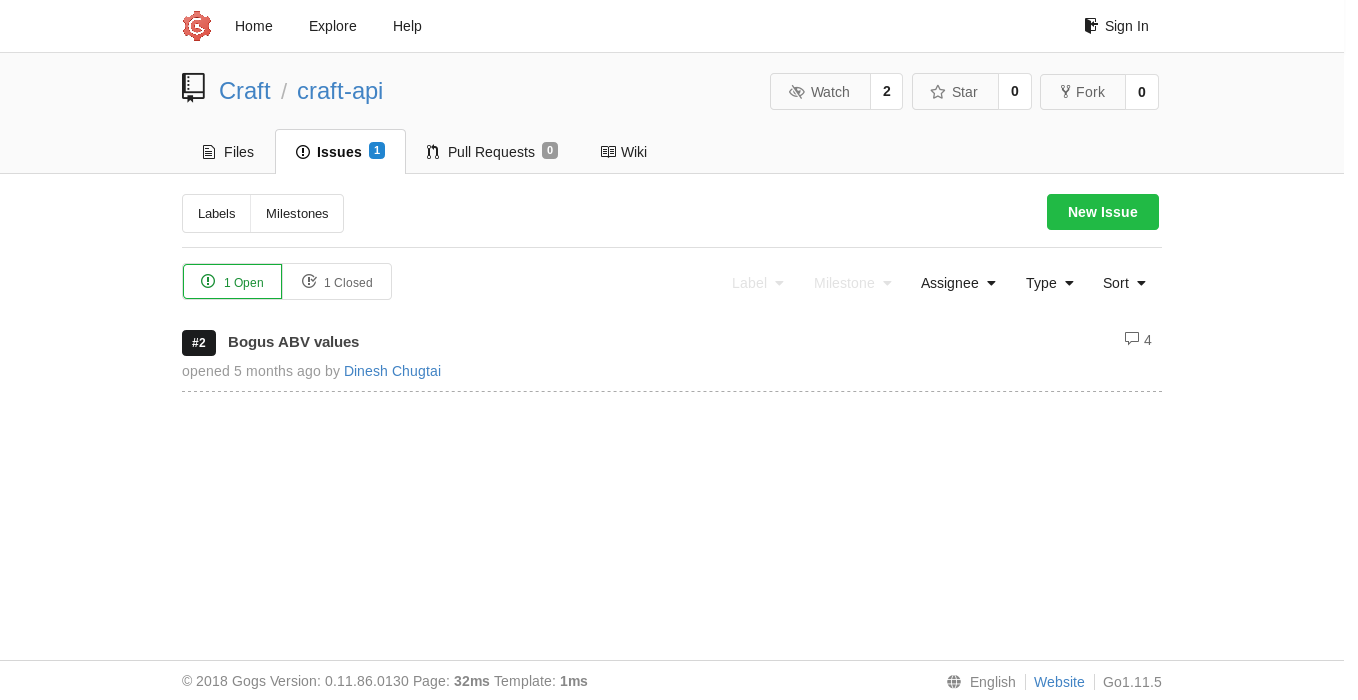 Home Explore Help Sign In
Craft / craft-api Watch 2 Star 0 Fork 0
Files Issues 1 Pull Requests 0 Wiki
Labels Milestones New Issue
1 Open 1 Closed Label Milestone Assignee Type Sort
#2 Bogus ABV values 4
opened 5 months ago by Dinesh Chugtai
© 2018 Gogs Version: 0.11.86.0130 Page: 32ms Template: 1ms English Website Go1.11.5